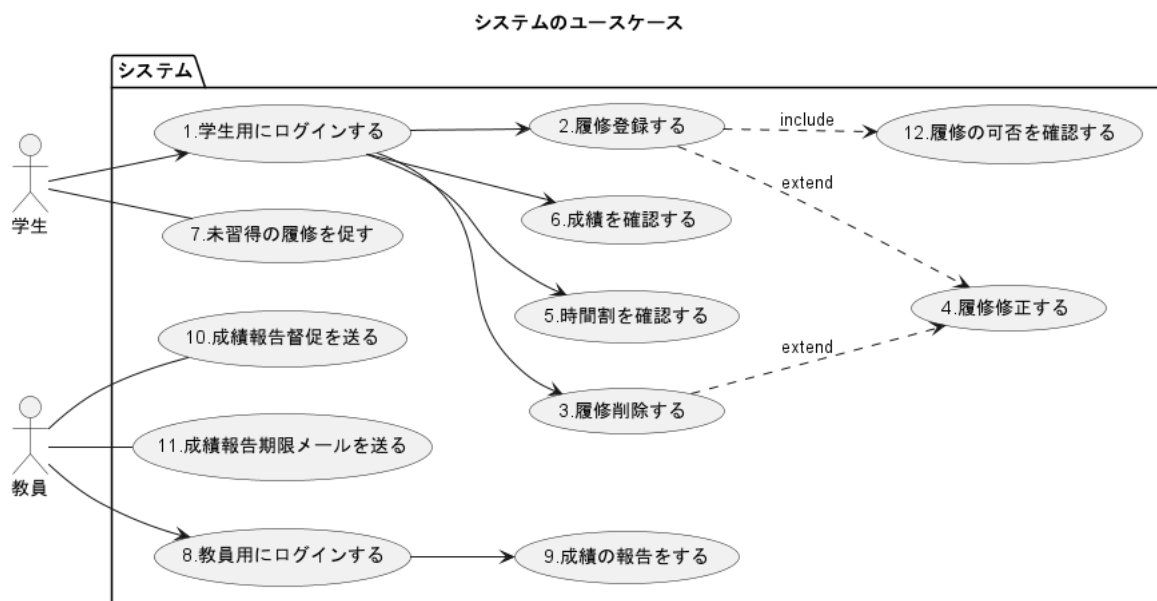 システムのユースケース
システム
1.学生用にログインする
2.履修登録する
include
12.履修の可否を確認する
学生
extend
7.未習得の履修を促す
6.成績を確認する
10.成績報告督促を送る
5.時間割を確認する
4.履修修正する
extend
3.履修削除する
11.成績報告期限メールを送る
教員
8.教員用にログインする
9.成績の報告をする